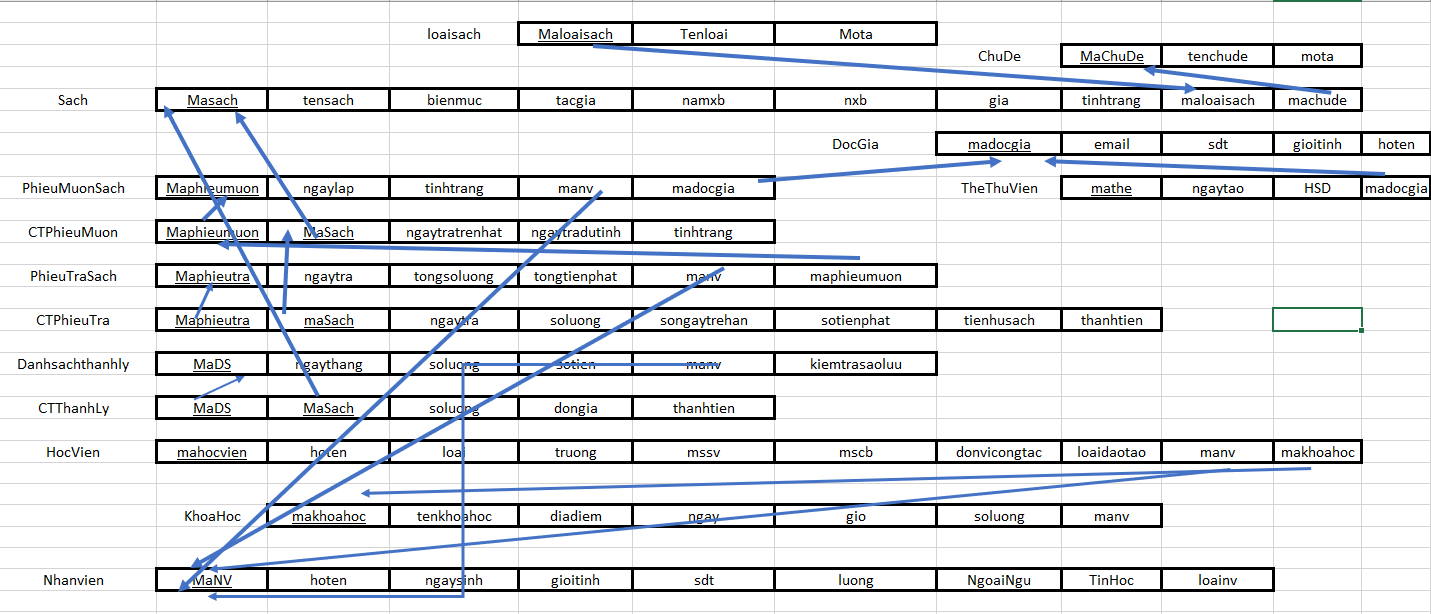 loaisach Maloaisach Tenloai Mota
ChuDe MaChuDe tenchude mota
Sach Masach tensach bienmuc tacgia namxb nxb gia tinhtrang maloaisach machude
DocGia madocgia email sdt gioitinh hoten
PhieuMuonSach Maphieumuon ngaylap tinhtrang manv madocgia TheThuVien mathe ngaytao HSD madocgia
CTPhieuMuon Maphieumuon MaSach ngaytratrenhat ngaytradutinh tinhtrang
PhieuTraSach Maphieutra ngaytra tongsoluong tongtienphat manv maphieumuon
CTPhieuTra Maphieutra maSach ngaytra soluong songaytrehan sotienphat tienhusach thanhtien
Danhsachthanhly MaDS ngaythang soluong sotien manv kiemtrasaoluu
CTThanhLy MaDS MaSach soluong dongia thanhtien
HocVien mahocvien hoten loai truong mssv mscb donvicongtac loaidaotao manv makhoahoc
KhoaHoc makhoahoc tenkhoahoc diadiem ngay gio soluong manv
Nhanvien MaNV hoten ngaysinh gioitinh sdt luong NgoaiNgu TinHoc loainv